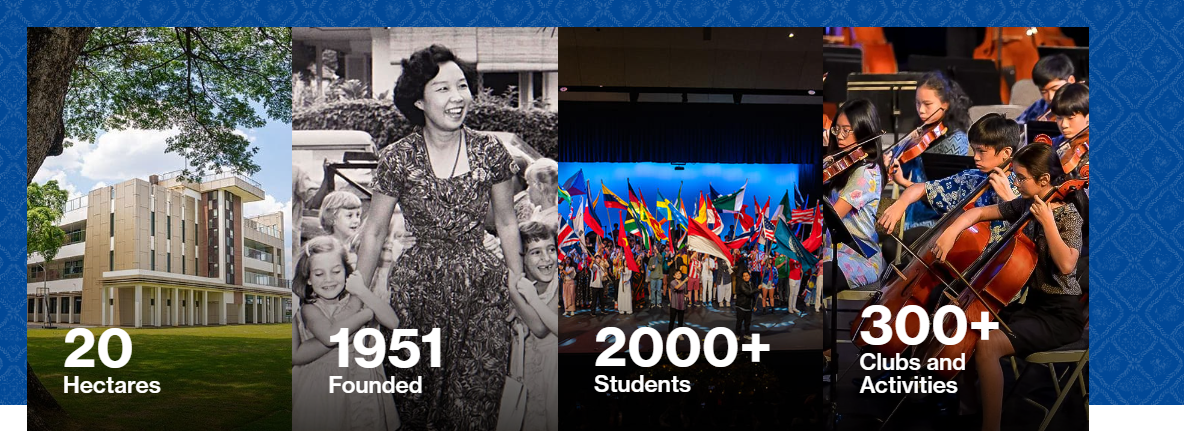 20
Hectares
1951
Founded
2000+
Students
300+
Clubs and
Activities